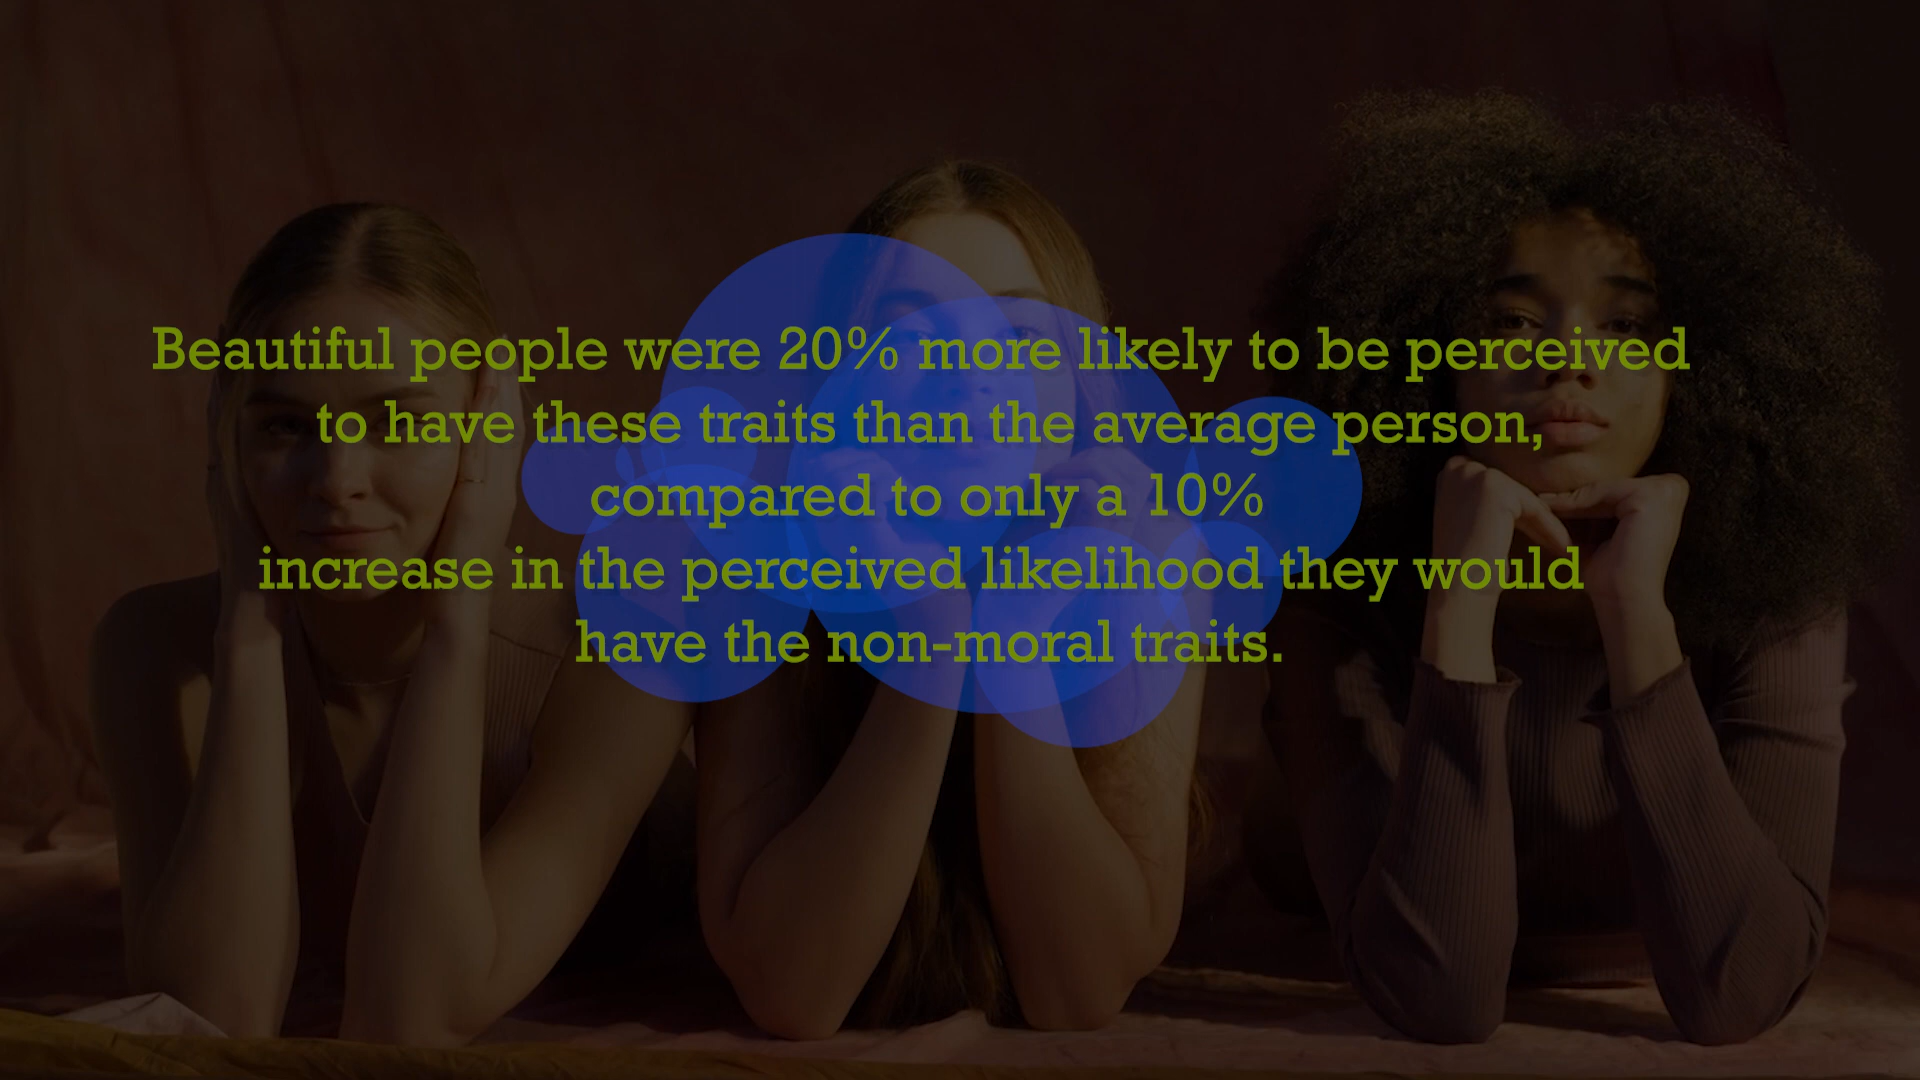 Beautiful people were 20% more likely to be perceived
to have these traits than the average person,
compared to only a 10%
increase in the perceived likelihood they would
have the non-moral traits.